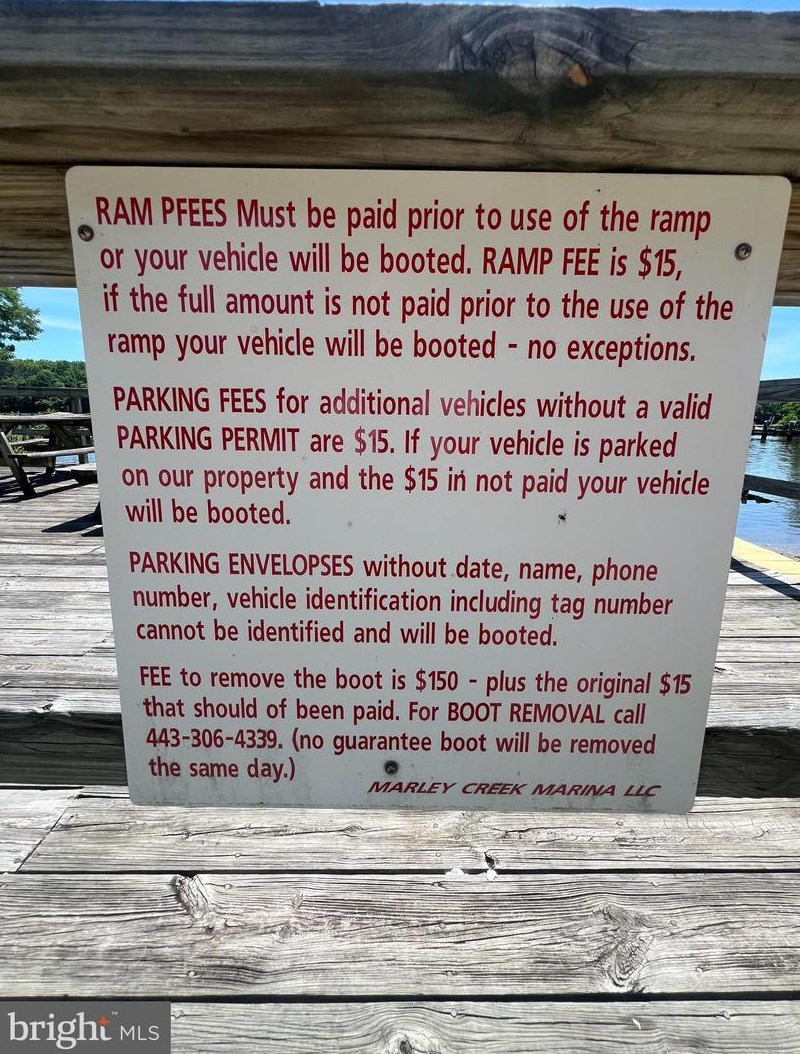 RAM PFEES Must be paid prior to use of the ramp
or your vehicle will be booted. RAMP FEE is $15,
if the full amount is not paid prior to the use of the
ramp your vehicle will be booted - no exceptions.
PARKING FEES for additional vehicles without a valid
PARKING PERMIT are $15. If your vehicle is parked
on our property and the $15 in not paid your vehicle
will be booted.
PARKING ENVELOPSES without date, name, phone
number, vehicle identification including tag number
cannot be identified and will be booted.
FEE to remove the boot is $150 - plus the original $15
that should of been paid. For BOOT REMOVAL call
443-306-4339. (no guarantee boot will be removed
the same day.)
MARLEY CREEK MARINA LLC
bright™ MLS